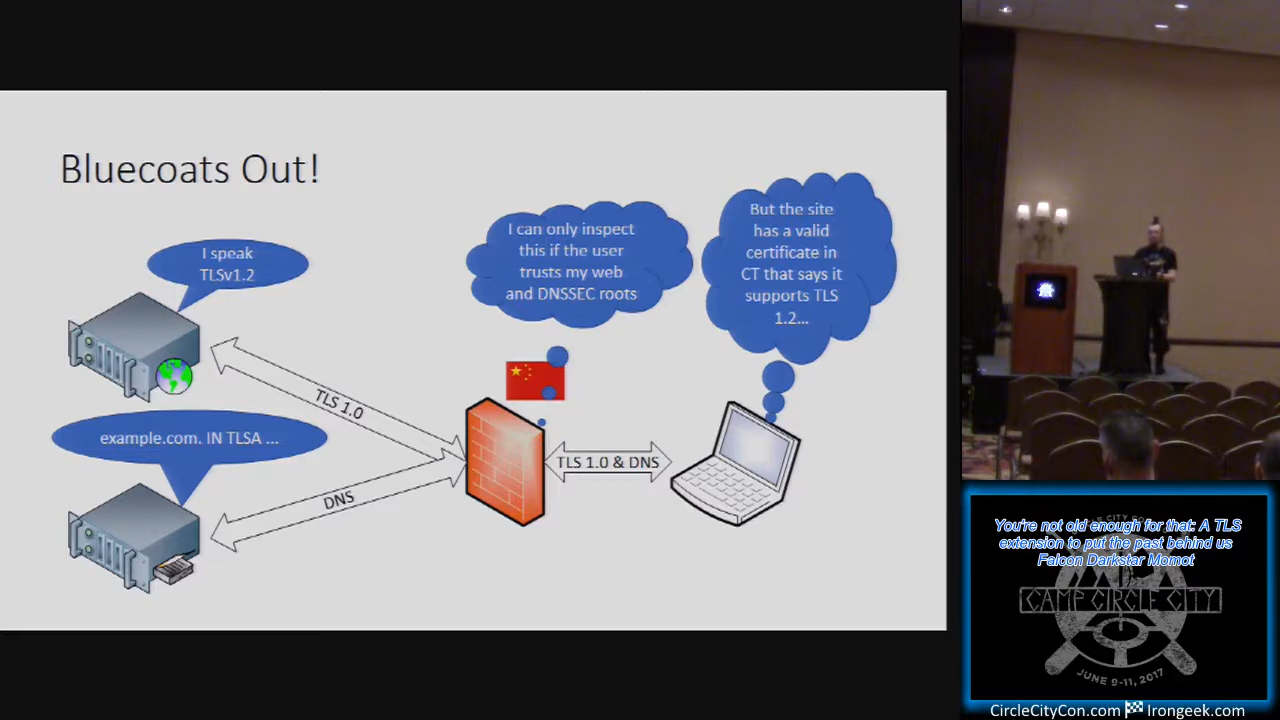 Bluecoats Out!
I speak
TLSv1.2
I can only inspect
this if the user
trusts my web
and DNSSEC roots
But the site
has a valid
certificate in
CT that says it
supports TLS
1.2...
TLS 1.0
example.com. IN TLSA ...
TLS 1.0 & DNS
DNS
You're not old enough for that: A TLS
extension to put the past behind us
Falcon Darkstar Momot
CAMP CIRCLE CITY
JUNE 9-11, 2017
CircleCityCon.com Irongeek.com